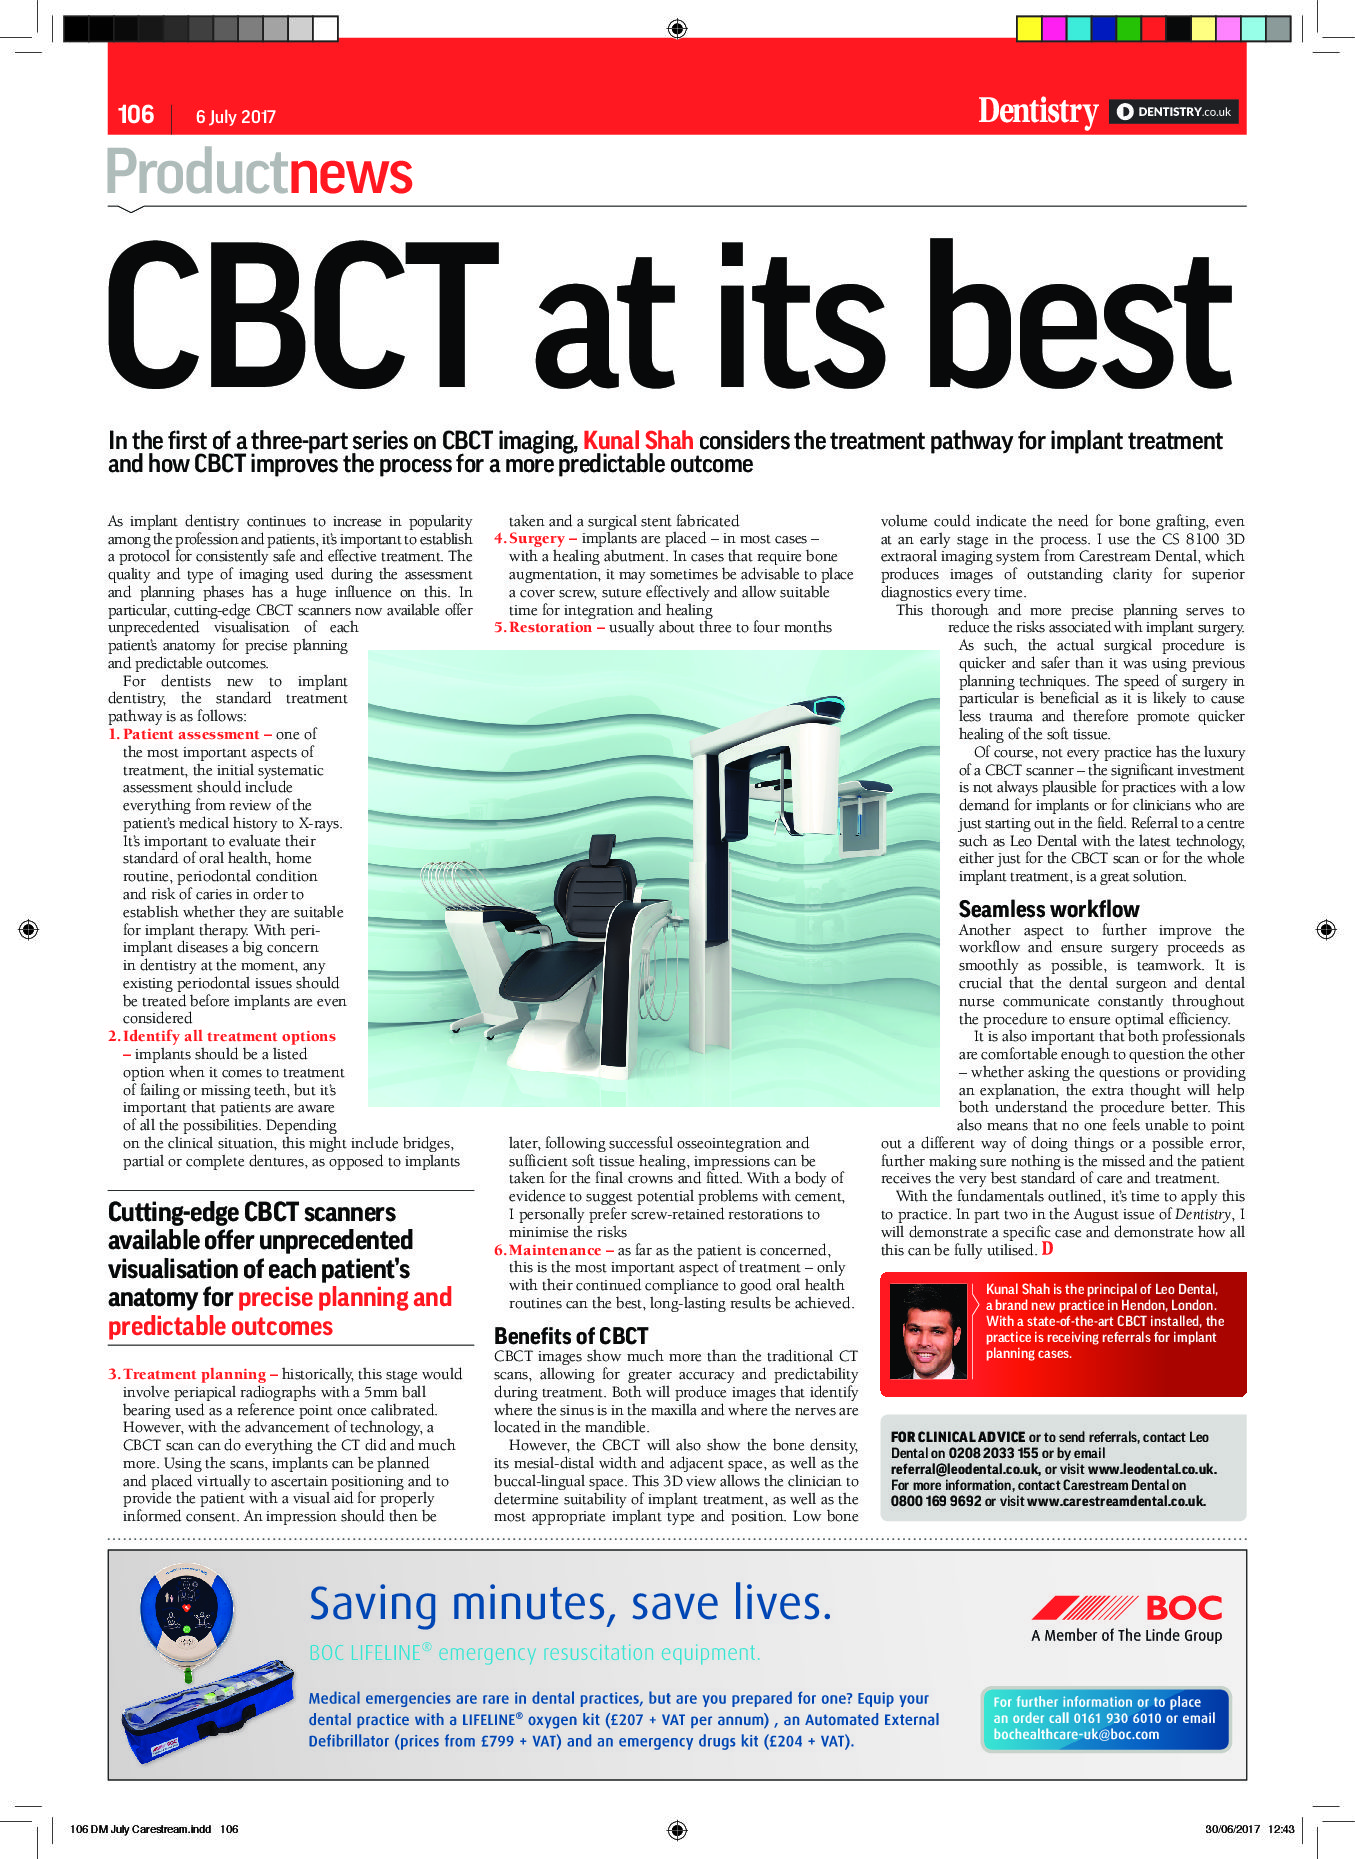 106
6 July 2017
Dentistry
D DENTISTRY.co.uk
Productnews
CBCT at its best
In the first of a three-part series on CBCT imaging, Kunal Shah considers the treatment pathway for implant treatment
and how CBCT improves the process for a more predictable outcome
As implant dentistry continues to increase in popularity
among the profession and patients, it's important to establish
a protocol for consistently safe and effective treatment. The
quality and type of imaging used during the assessment
and planning phases has a huge influence on this. In
particular, cutting-edge CBCT scanners now available offer
unprecedented visualisation of each
patient's anatomy for precise planning
and predictable outcomes.
For dentists new to implant
dentistry, the standard treatment
pathway is as follows:
1. Patient assessment – one of
the most important aspects of
treatment, the initial systematic
assessment should include
everything from review of the
patient's medical history to X-rays.
It's important to evaluate their
standard of oral health, home
routine, periodontal condition
and risk of caries in order to
establish whether they are suitable
for implant therapy. With peri-
implant diseases a big concern
in dentistry at the moment, any
existing periodontal issues should
be treated before implants are even
considered
2. Identify all treatment options
– implants should be a listed
option when it comes to treatment
of failing or missing teeth, but it's
important that patients are aware
of all the possibilities. Depending
on the clinical situation, this might include bridges,
partial or complete dentures, as opposed to implants
Cutting-edge CBCT scanners
available offer unprecedented
visualisation of each patient's
anatomy for precise planning and
predictable outcomes
3. Treatment planning – historically, this stage would
involve periapical radiographs with a 5mm ball
bearing used as a reference point once calibrated.
However, with the advancement of technology, a
CBCT scan can do everything the CT did and much
more. Using the scans, implants can be planned
and placed virtually to ascertain positioning and to
provide the patient with a visual aid for properly
informed consent. An impression should then be
taken and a surgical stent fabricated
4. Surgery – implants are placed – in most cases –
with a healing abutment. In cases that require bone
augmentation, it may sometimes be advisable to place
a cover screw, suture effectively and allow suitable
time for integration and healing
5. Restoration – usually about three to four months
later, following successful osseointegration and
sufficient soft tissue healing, impressions can be
taken for the final crowns and fitted. With a body of
evidence to suggest potential problems with cement,
I personally prefer screw-retained restorations to
minimise the risks
6. Maintenance – as far as the patient is concerned,
this is the most important aspect of treatment – only
with their continued compliance to good oral health
routines can the best, long-lasting results be achieved.
Benefits of CBCT
CBCT images show much more than the traditional CT
scans, allowing for greater accuracy and predictability
during treatment. Both will produce images that identify
where the sinus is in the maxilla and where the nerves are
located in the mandible.
However, the CBCT will also show the bone density,
its mesial-distal width and adjacent space, as well as the
buccal-lingual space. This 3D view allows the clinician to
determine suitability of implant treatment, as well as the
most appropriate implant type and position. Low bone
volume could indicate the need for bone grafting, even
at an early stage in the process. I use the CS 8100 3D
extraoral imaging system from Carestream Dental, which
produces images of outstanding clarity for superior
diagnostics every time.
This thorough and more precise planning serves to
reduce the risks associated with implant surgery.
As such, the actual surgical procedure is
quicker and safer than it was using previous
planning techniques. The speed of surgery in
particular is beneficial as it is likely to cause
less trauma and therefore promote quicker
healing of the soft tissue.
Of course, not every practice has the luxury
of a CBCT scanner – the significant investment
is not always plausible for practices with a low
demand for implants or for clinicians who are
just starting out in the field. Referral to a centre
such as Leo Dental with the latest technology,
either just for the CBCT scan or for the whole
implant treatment, is a great solution.
Seamless workflow
Another aspect to further improve the
workflow and ensure surgery proceeds as
smoothly as possible, is teamwork. It is
crucial that the dental surgeon and dental
nurse communicate constantly throughout
the procedure to ensure optimal efficiency.
It is also important that both professionals
are comfortable enough to question the other
– whether asking the questions or providing
an explanation, the extra thought will help
both understand the procedure better. This
also means that no one feels unable to point
out a different way of doing things or a possible error,
further making sure nothing is the missed and the patient
receives the very best standard of care and treatment.
With the fundamentals outlined, it's time to apply this
to practice. In part two in the August issue of Dentistry, I
will demonstrate a specific case and demonstrate how all
this can be fully utilised. D
Kunal Shah is the principal of Leo Dental,
a brand new practice in Hendon, London.
With a state-of-the-art CBCT installed, the
practice is receiving referrals for implant
planning cases.
FOR CLINICAL ADVICE or to send referrals, contact Leo
Dental on 0208 2033 155 or by email
referral@leodental.co.uk, or visit www.leodental.co.uk.
For more information, contact Carestream Dental on
0800 169 9692 or visit www.carestreamdental.co.uk.
Saving minutes, save lives.
BOC LIFELINE® emergency resuscitation equipment.
Medical emergencies are rare in dental practices, but are you prepared for one? Equip your
dental practice with a LIFELINE® oxygen kit (£207 + VAT per annum) , an Automated External
Defibrillator (prices from £799 + VAT) and an emergency drugs kit (£204 + VAT).
BOC
BOC
A Member of The Linde Group
For further information or to place
an order call 0161 930 6010 or email
bochealthcare-uk@boc.com
106 DM July Carestream.indd 106
30/06/2017 12:43